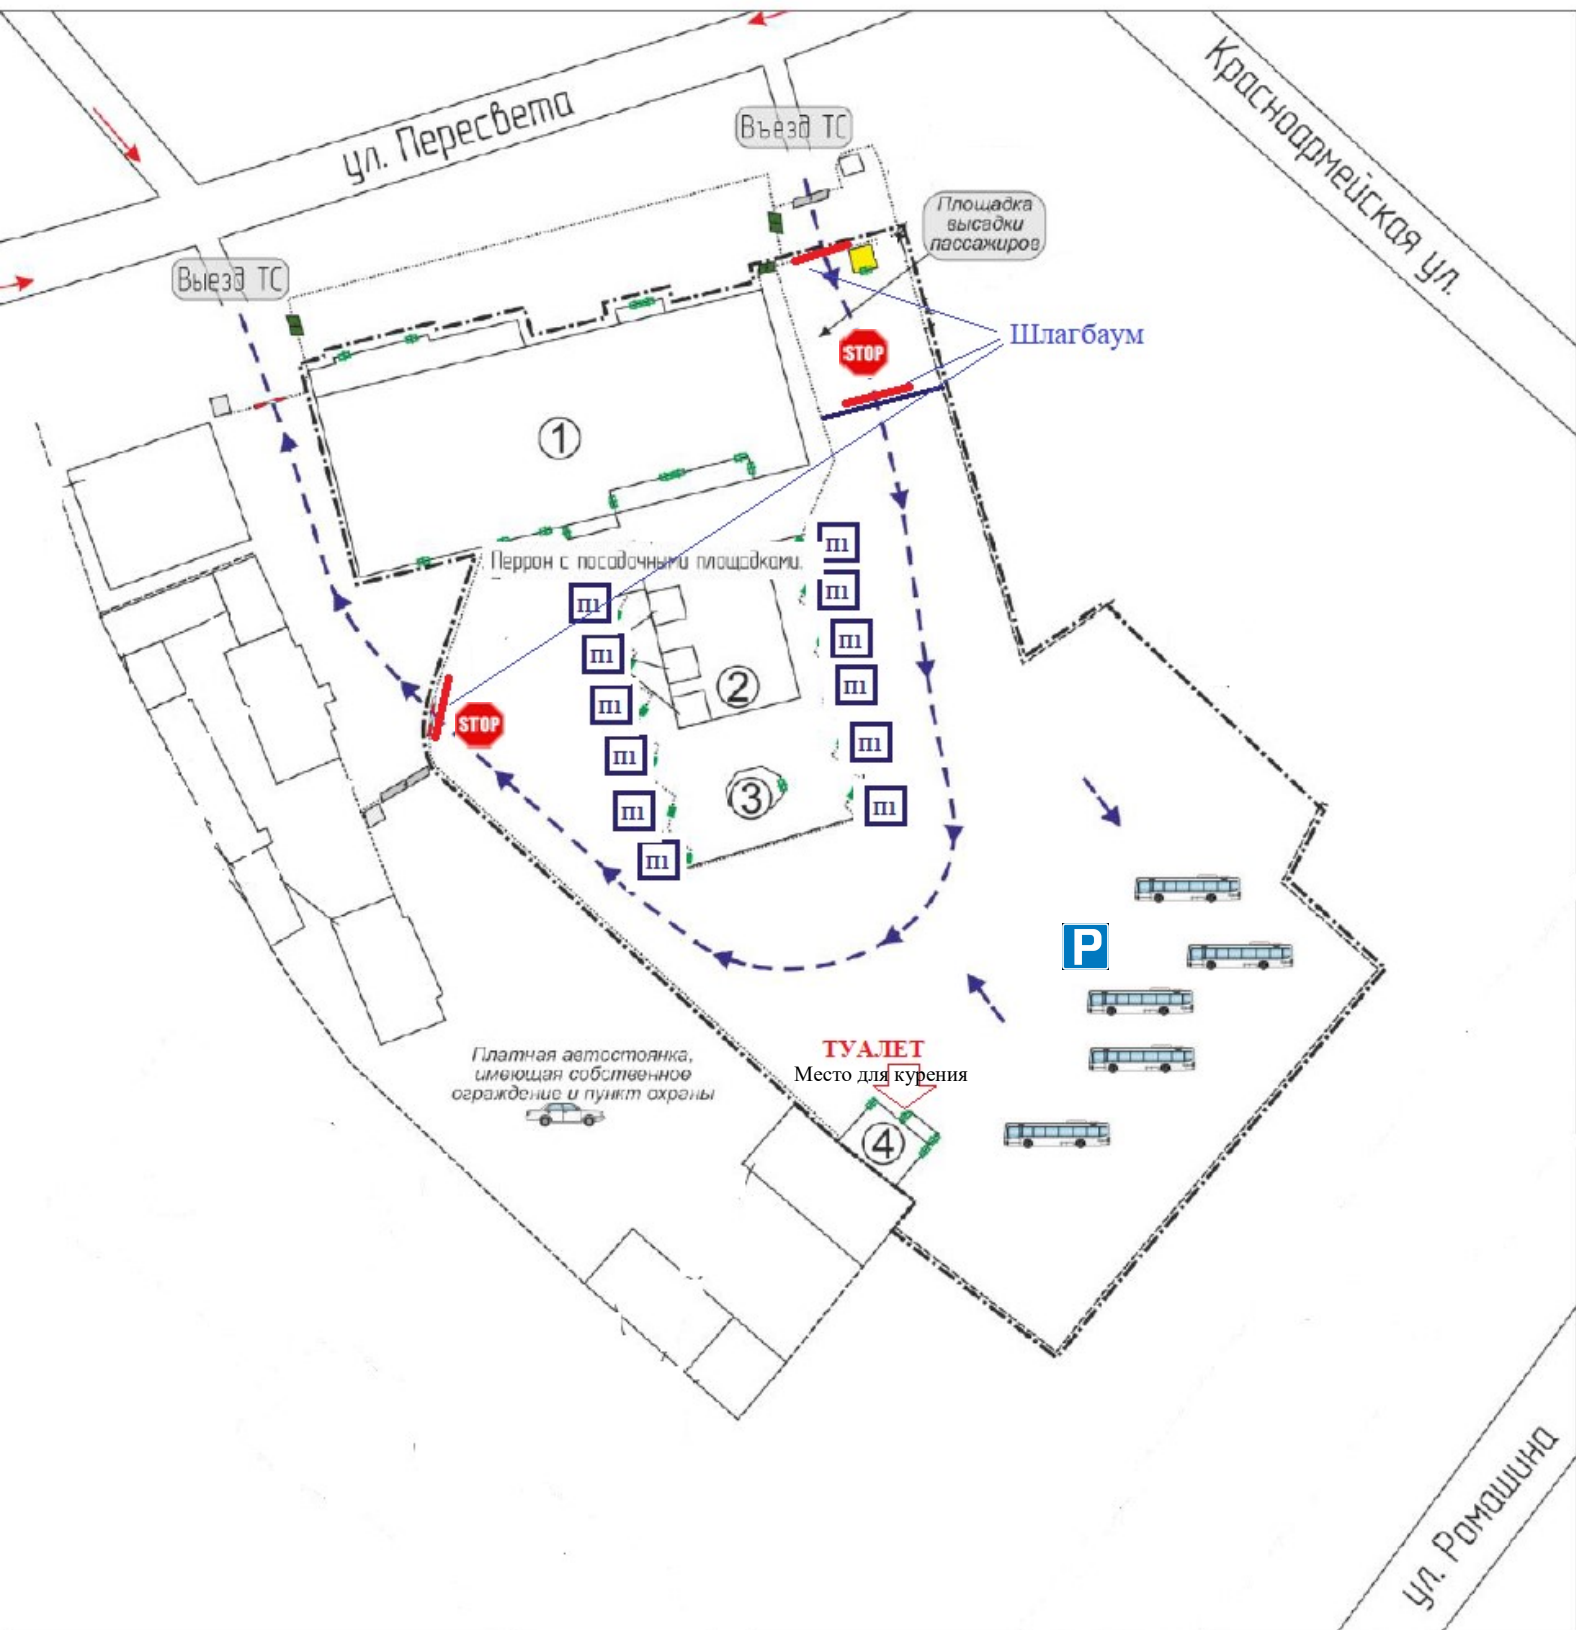 Красноармейская ул.
ул. Пересвета
Въезд ТС
Площадка
высадки
пассажиров
Выезд ТС
Шлагбаум
STOP
1
Перрон с посадочными площадками.
П1
П1
П1
П1
П1
П1
П1
П1
П1
П1
П1
П1
2
STOP
3
P
ТУАЛЕТ
Место для курения
Платная автостоянка,
имеющая собственное
ограждение и пункт охраны
4
ул. Ромашина